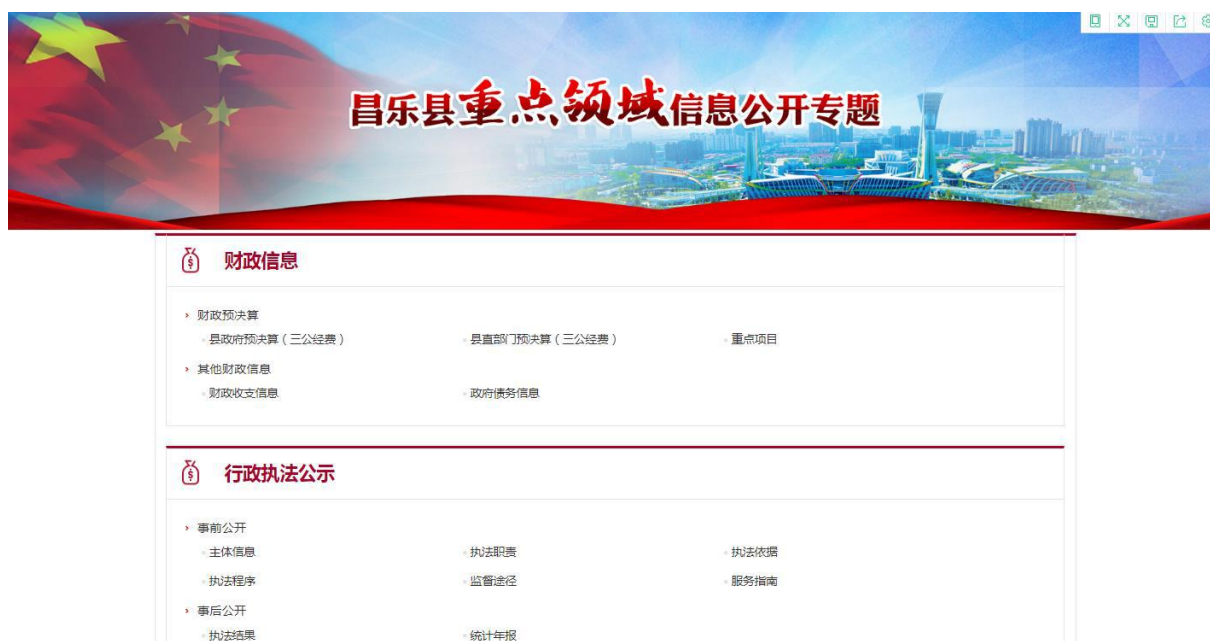 昌乐县重点领域信息公开专题
财政信息
财政预决算
县政府预决算（三公经费） 县直部门预决算（三公经费） 重点项目
其他财政信息
财政收支信息 政府债务信息
行政执法公示
事前公开
主体信息 执法职责 执法依据
执法程序 监督途径 服务指南
事后公开
执法结果 统计年报